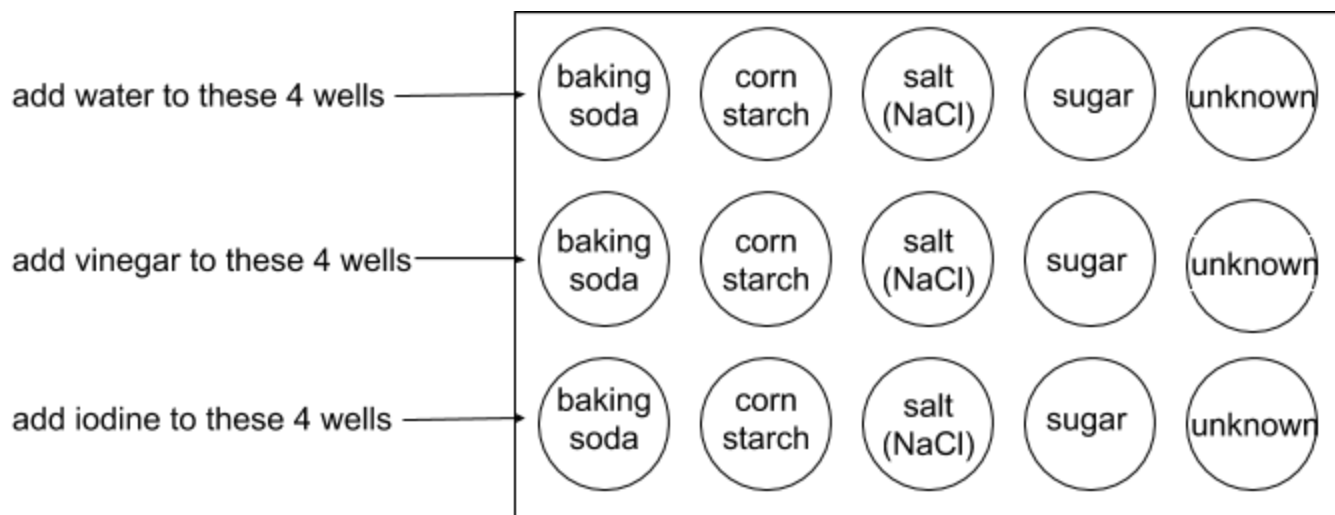 add water to these 4 wells
baking
soda
corn
starch
salt
(NaCl)
sugar
unknown
add vinegar to these 4 wells
baking
soda
corn
starch
salt
(NaCl)
sugar
unknown
add iodine to these 4 wells
baking
soda
corn
starch
salt
(NaCl)
sugar
unknown